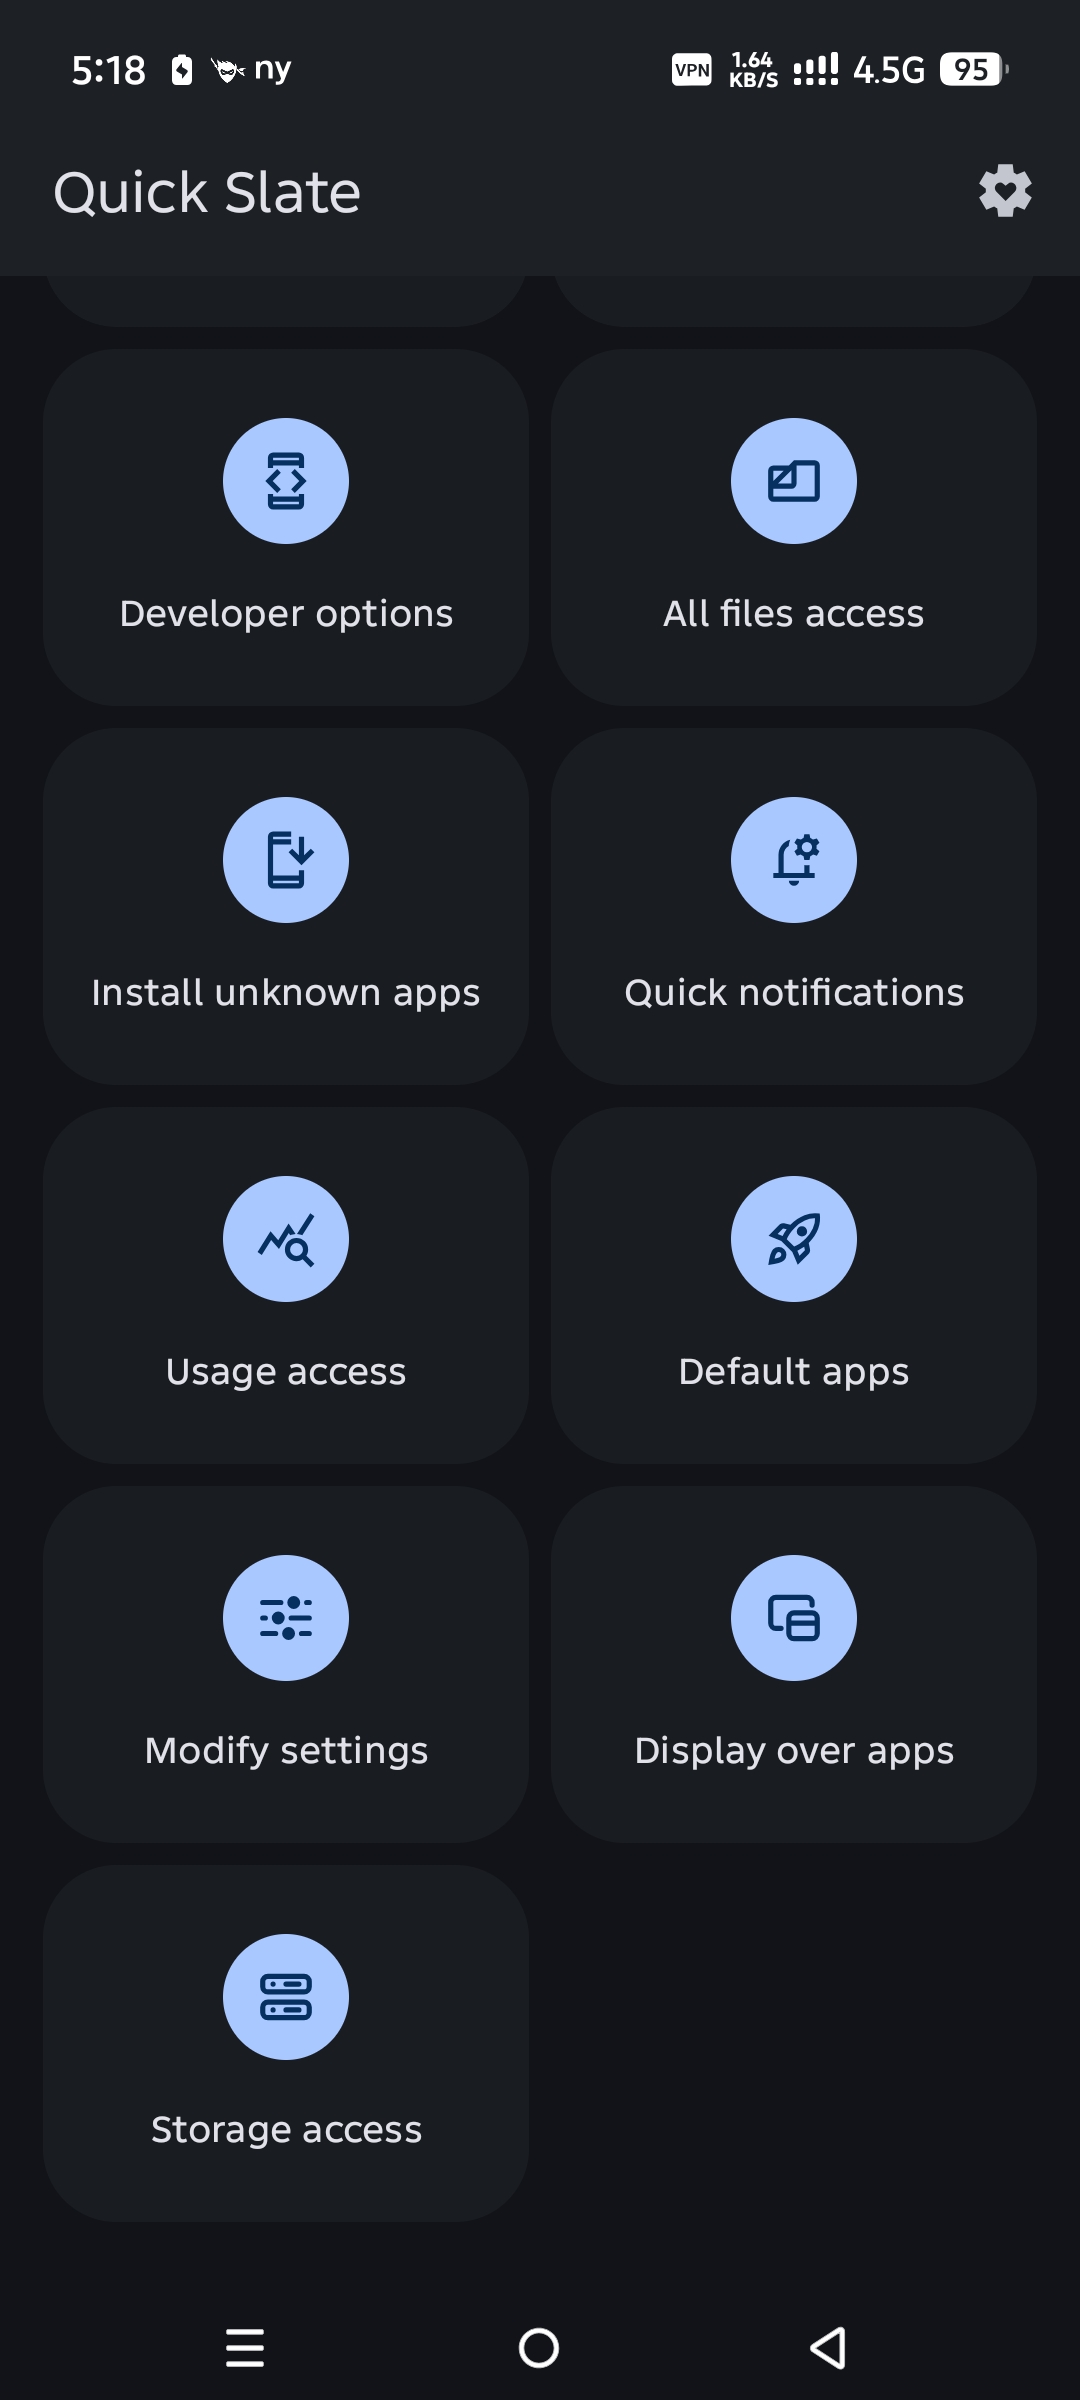 5:18 ny VPN 1.64 KB/S 4.5G 95
Quick Slate
Developer options
All files access
Install unknown apps
Quick notifications
Usage access
Default apps
Modify settings
Display over apps
Storage access